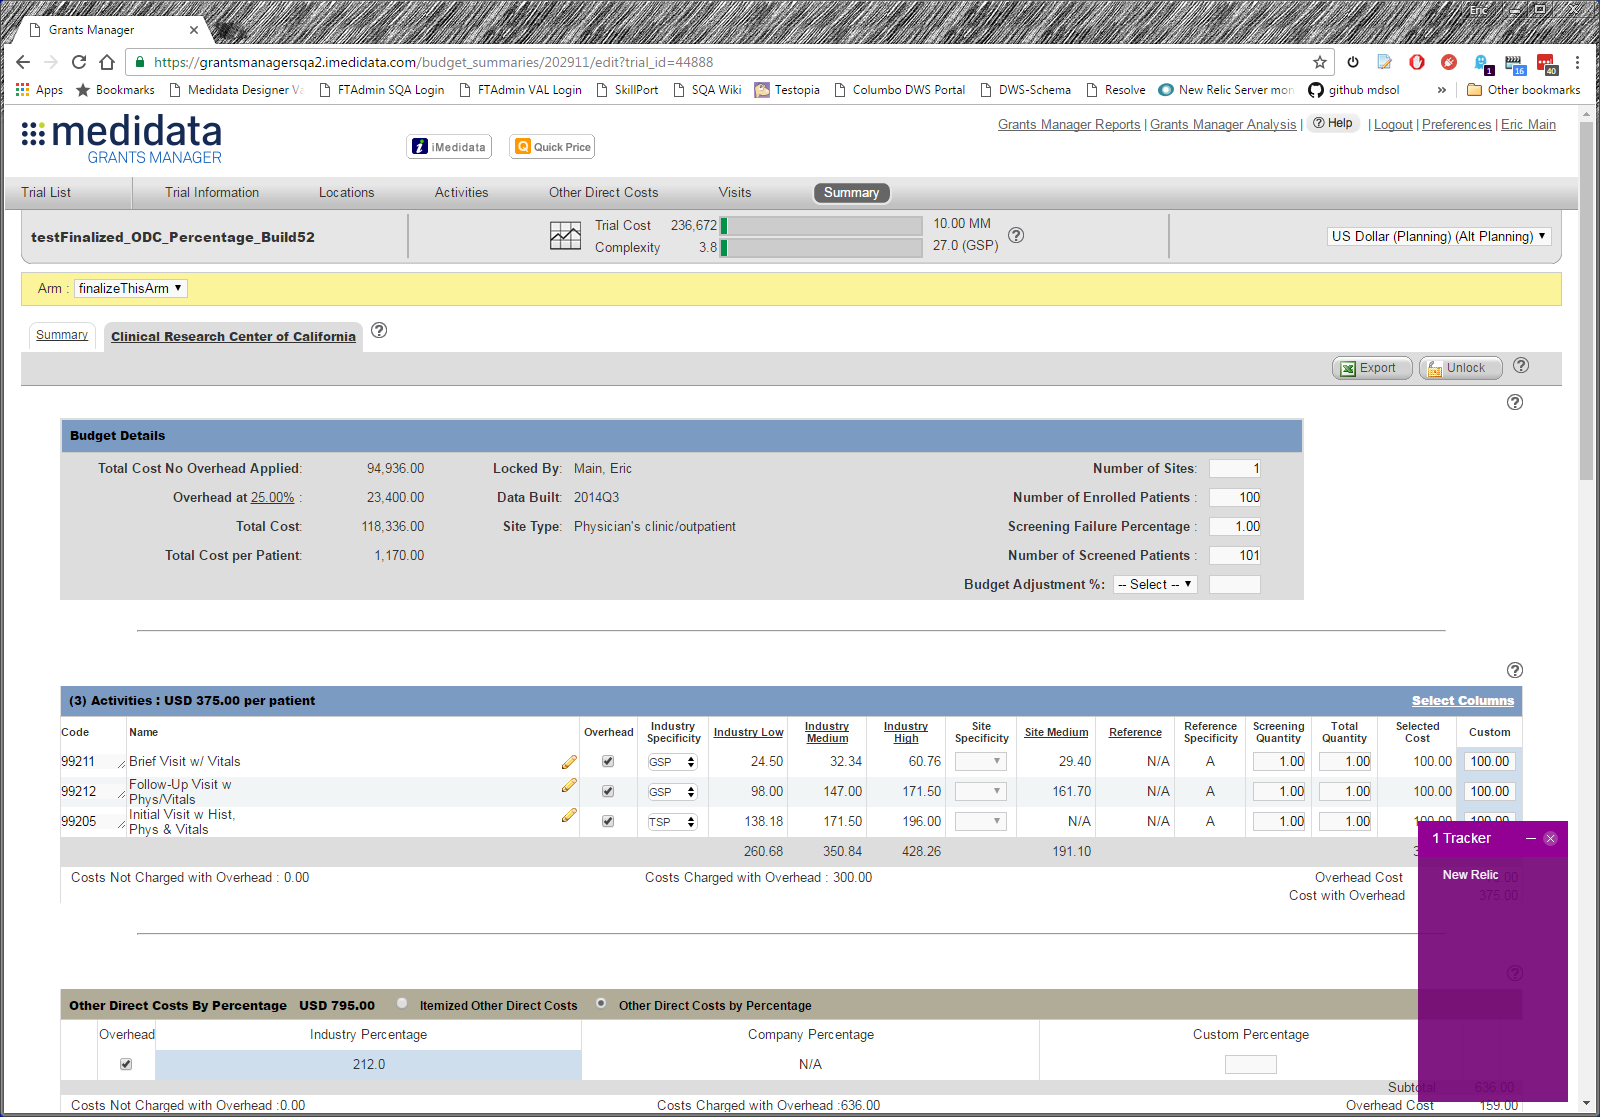 Eric
Grants Manager
https://grantsmanagersqa2.imedidata.com/budget_summaries/202911/edit?trial_id=44888
1 16 40
Apps Bookmarks Medidata Designer Va FTAdmin SQA Login FTAdmin VAL Login SkillPort SQA Wiki Testopia Columbo DWS Portal DWS-Schema Resolve New Relic Server mon github mdsol » Other bookmarks
medidata
GRANTS MANAGER
iMedidata Quick Price
Grants Manager Reports | Grants Manager Analysis | Help | Logout | Preferences | Eric Main
Trial List Trial Information Locations Activities Other Direct Costs Visits Summary
testFinalized_ODC_Percentage_Build52
Trial Cost 236,672 10.00 MM
Complexity 3.8 27.0 (GSP)
US Dollar (Planning) (Alt Planning)
Arm : finalizeThisArm
Summary Clinical Research Center of California
Export Unlock
Budget Details
Total Cost No Overhead Applied: 94,936.00 Locked By: Main, Eric Number of Sites: 1
Overhead at 25.00% : 23,400.00 Data Built: 2014Q3 Number of Enrolled Patients : 100
Total Cost: 118,336.00 Site Type: Physician's clinic/outpatient Screening Failure Percentage : 1.00
Total Cost per Patient: 1,170.00 Number of Screened Patients : 101
Budget Adjustment %: -- Select --
(3) Activities : USD 375.00 per patient Select Columns
Code Name Overhead Industry Specificity Industry Low Industry Medium Industry High Site Specificity Site Medium Reference Reference Specificity Screening Quantity Total Quantity Selected Cost Custom
99211 Brief Visit w/ Vitals GSP 24.50 32.34 60.76 29.40 N/A A 1.00 1.00 100.00 100.00
99212 Follow-Up Visit w Phys/Vitals GSP 98.00 147.00 171.50 161.70 N/A A 1.00 1.00 100.00 100.00
99205 Initial Visit w Hist, Phys & Vitals TSP 138.18 171.50 196.00 N/A N/A A 1.00 1.00 100.00 100.00
260.68 350.84 428.26 191.10
Costs Not Charged with Overhead : 0.00 Costs Charged with Overhead : 300.00 Overhead Cost
Cost with Overhead 375.00
1 Tracker
New Relic
Other Direct Costs By Percentage USD 795.00 Itemized Other Direct Costs Other Direct Costs by Percentage
Overhead Industry Percentage Company Percentage Custom Percentage
212.0 N/A
Subtotal 636.00
Costs Not Charged with Overhead :0.00 Costs Charged with Overhead :636.00 Overhead Cost 159.00